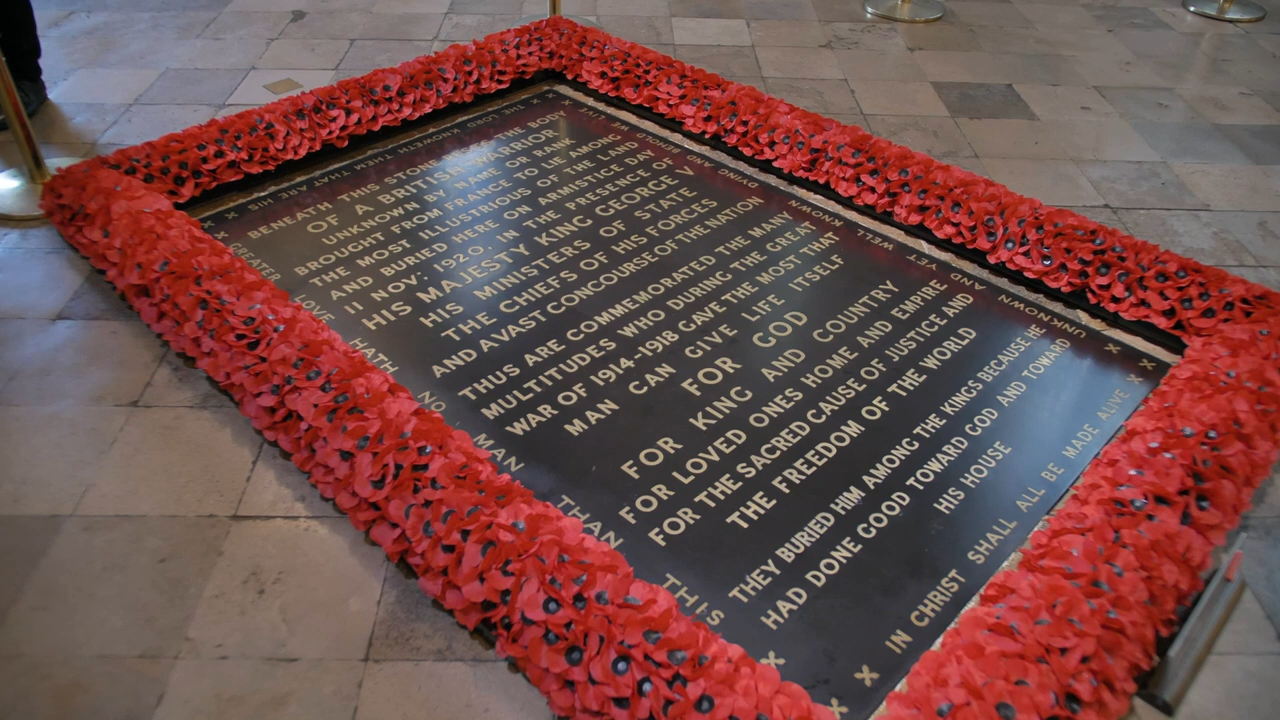 BENEATH THIS STONE RESTS THE BODY
OF A BRITISH WARRIOR
UNKNOWN BY NAME OR RANK
BROUGHT FROM FRANCE TO LIE AMONG
THE MOST ILLUSTRIOUS OF THE LAND
AND BURIED HERE ON ARMISTICE DAY
11 NOV: 1920, IN THE PRESENCE OF
HIS MAJESTY KING GEORGE V
HIS MINISTERS OF STATE
THE CHIEFS OF HIS FORCES
AND A VAST CONCOURSE OF THE NATION
THUS ARE COMMEMORATED THE MANY
MULTITUDES WHO DURING THE GREAT
WAR OF 1914-1918 GAVE THE MOST THAT
MAN CAN GIVE LIFE ITSELF
FOR GOD
FOR KING AND COUNTRY
FOR LOVED ONES HOME AND EMPIRE
FOR THE SACRED CAUSE OF JUSTICE AND
THE FREEDOM OF THE WORLD
THEY BURIED HIM AMONG THE KINGS BECAUSE HE
HAD DONE GOOD TOWARD GOD AND TOWARD
HIS HOUSE
THE LORD KNOWETH THEM THAT ARE HIS
UNKNOWN AND YET WELL KNOWN DYING AND BEHOLD WE LIVE
GREATER LOVE HATH NO MAN THAN THIS
IN CHRIST SHALL ALL BE MADE ALIVE